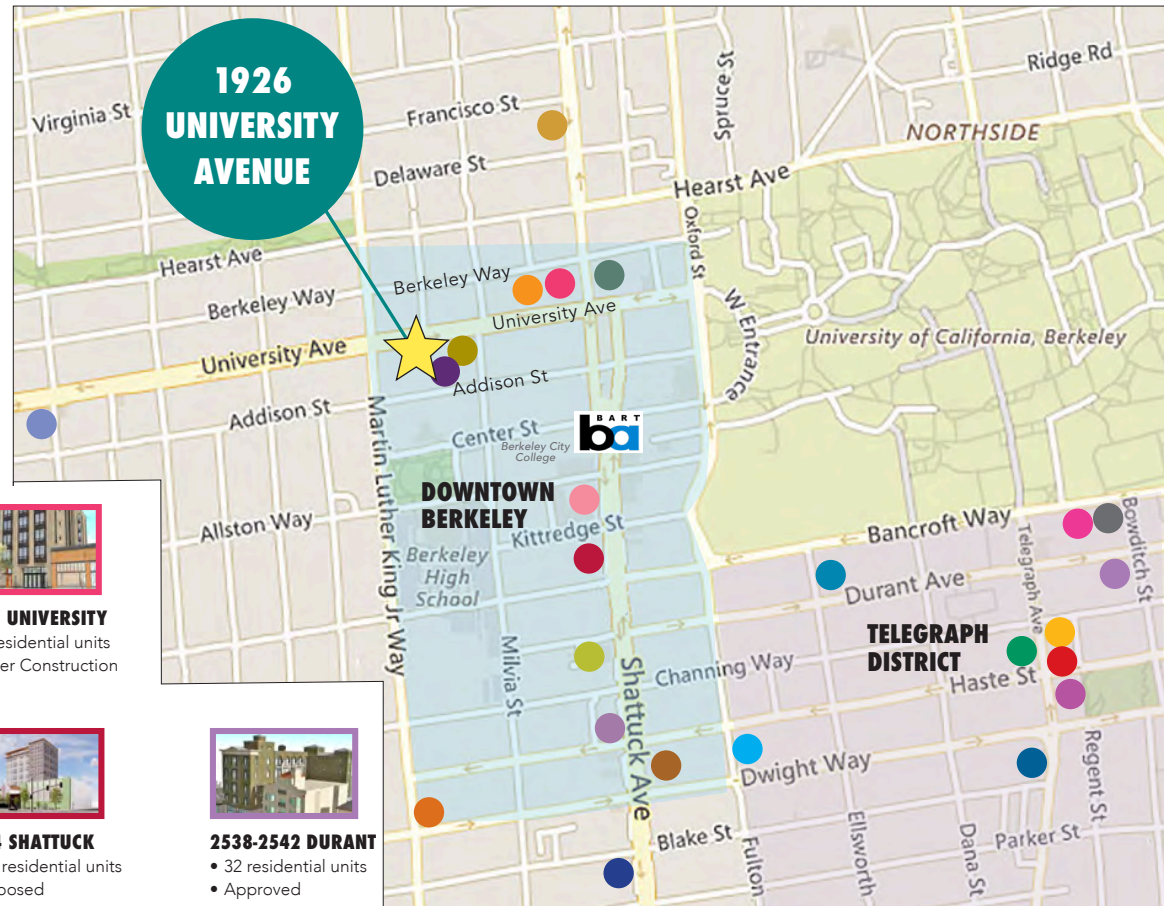 1926
UNIVERSITY
AVENUE
Virginia St
Francisco St
Delaware St
Spruce St
Ridge Rd
NORTHSIDE
Hearst Ave
Oxford St
Hearst Ave
Berkeley Way
Berkeley Way
University Ave
University Ave
W Entrance
University of California, Berkeley
Addison St
Addison St
Martin Luther King Jr Way
Center St
Berkeley City
College
BART
ba
DOWNTOWN
BERKELEY
Kittredge St
Allston Way
Berkeley
High
School
Bancroft Way
Telegraph Ave
Bowditch St
Durant Ave
TELEGRAPH
DISTRICT
Haste St
Channing Way
Milvia St
Shattuck Ave
Dwight Way
Regent St
Blake St
Fulton
Ellsworth
Dana St
Parker St
UNIVERSITY
esidential units
er Construction
SHATTUCK
residential units
posed
2538-2542 DURANT
• 32 residential units
• Approved